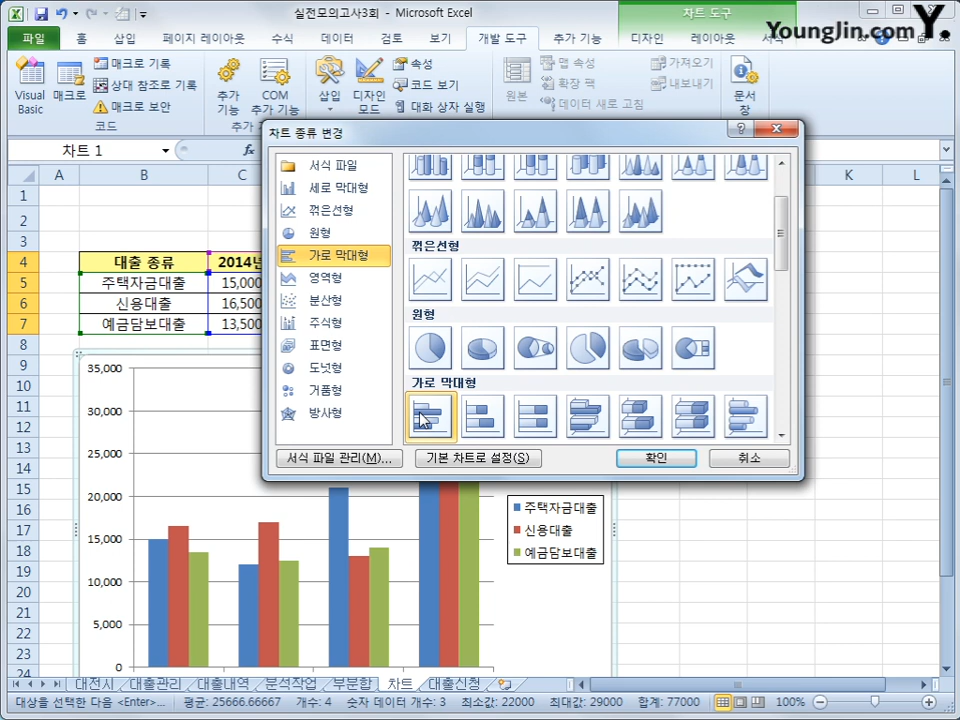 실전모의고사3회 - Microsoft Excel
차트 도구
Younglin.com Y.
파일 홈 삽입 페이지 레이아웃 수식 데이터 검토 보기 개발 도구 추가 기능 디자인 레이아웃 서식
Visual Basic
매크로
매크로 기록
상대 참조로 기록
매크로 보안
코드
추가 기능
COM 추가 기능
추가 기
삽입
디자인 모드
속성
코드 보기
대화 상자 실행
원본
맵 속성
확장 팩
데이터 새로 고침
가져오기
내보내기
문서 창
차트 1
fx
차트 종류 변경
서식 파일
세로 막대형
꺾은선형
원형
가로 막대형
영역형
분산형
주식형
표면형
도넛형
거품형
방사형
꺾은선형
원형
가로 막대형
서식 파일 관리(M)...
기본 차트로 설정(S)
확인
취소
A B C K L
1
2
3
4 대출 종류 2014년
5 주택자금대출 15,000
6 신용대출 16,500
7 예금담보대출 13,500
8
9
10
11
12
13
14
15
16
17
18
19
20
21
22
23
24
35,000
30,000
25,000
20,000
15,000
10,000
5,000
0
주택자금대출
신용대출
예금담보대출
대전시 대출관리 대출내역 분석작업 부분합 차트 대출신청
대상을 선택한 다음 <Enter>... 평균: 25666.66667 개수: 4 숫자 데이터 개수: 3 최소값: 22000 최대값: 29000 합계: 77000 100%